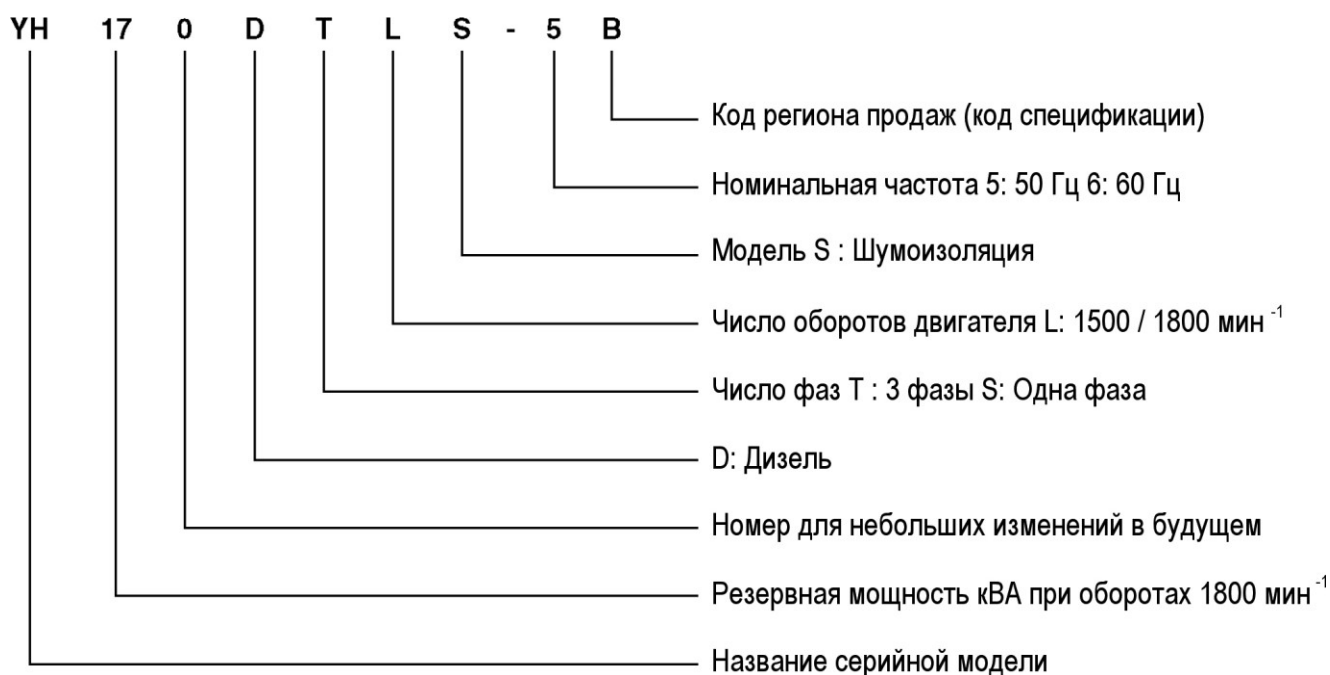 YH 17 0 D T L S - 5 B
Код региона продаж (код спецификации)
Номинальная частота 5: 50 Гц 6: 60 Гц
Модель S : Шумоизоляция
Число оборотов двигателя L: 1500 / 1800 мин ⁻¹
Число фаз T : 3 фазы S: Одна фаза
D: Дизель
Номер для небольших изменений в будущем
Резервная мощность кВА при оборотах 1800 мин ⁻¹
Название серийной модели